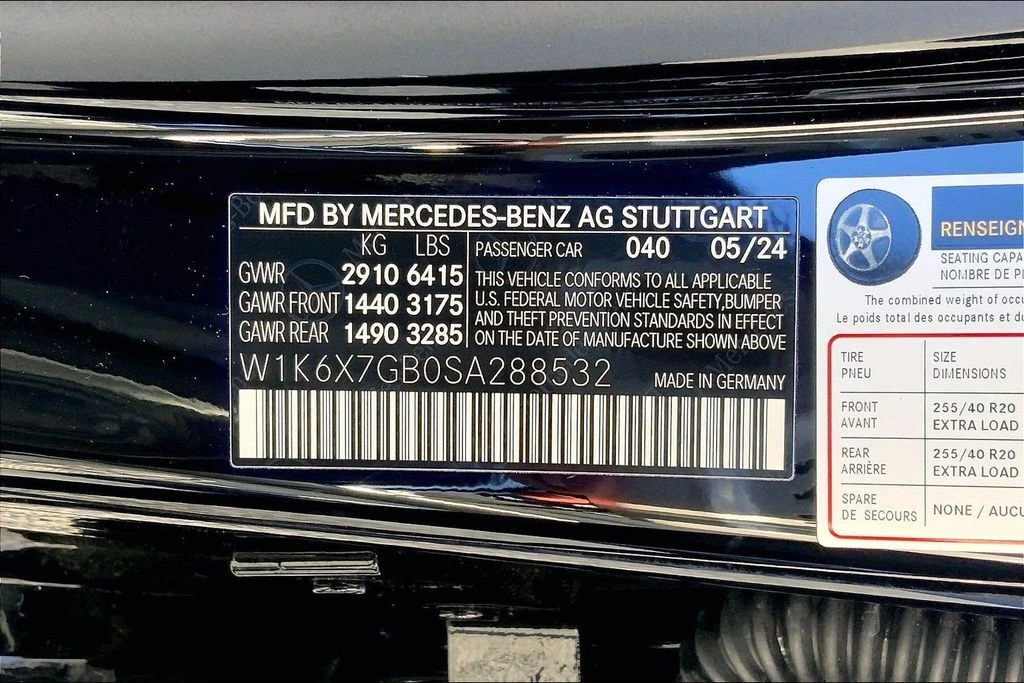 MFD BY MERCEDES-BENZ AG STUTTGART
KG LBS
GVWR 2910 6415
GAWR FRONT 1440 3175
GAWR REAR 1490 3285
PASSENGER CAR 040 05/24
THIS VEHICLE CONFORMS TO ALL APPLICABLE
U.S. FEDERAL MOTOR VEHICLE SAFETY,BUMPER
AND THEFT PREVENTION STANDARDS IN EFFECT
ON THE DATE OF MANUFACTURE SHOWN ABOVE
W1K6X7GB0SA288532
MADE IN GERMANY
RENSEIGN
SEATING CAPA
NOMBRE DE PL
The combined weight of occu
Le poids total des occupants et du
TIRE
PNEU
SIZE
DIMENSIONS
FRONT
AVANT
255/40 R20
EXTRA LOAD
REAR
ARRIÈRE
255/40 R20
EXTRA LOAD
SPARE
DE SECOURS
NONE / AUCU